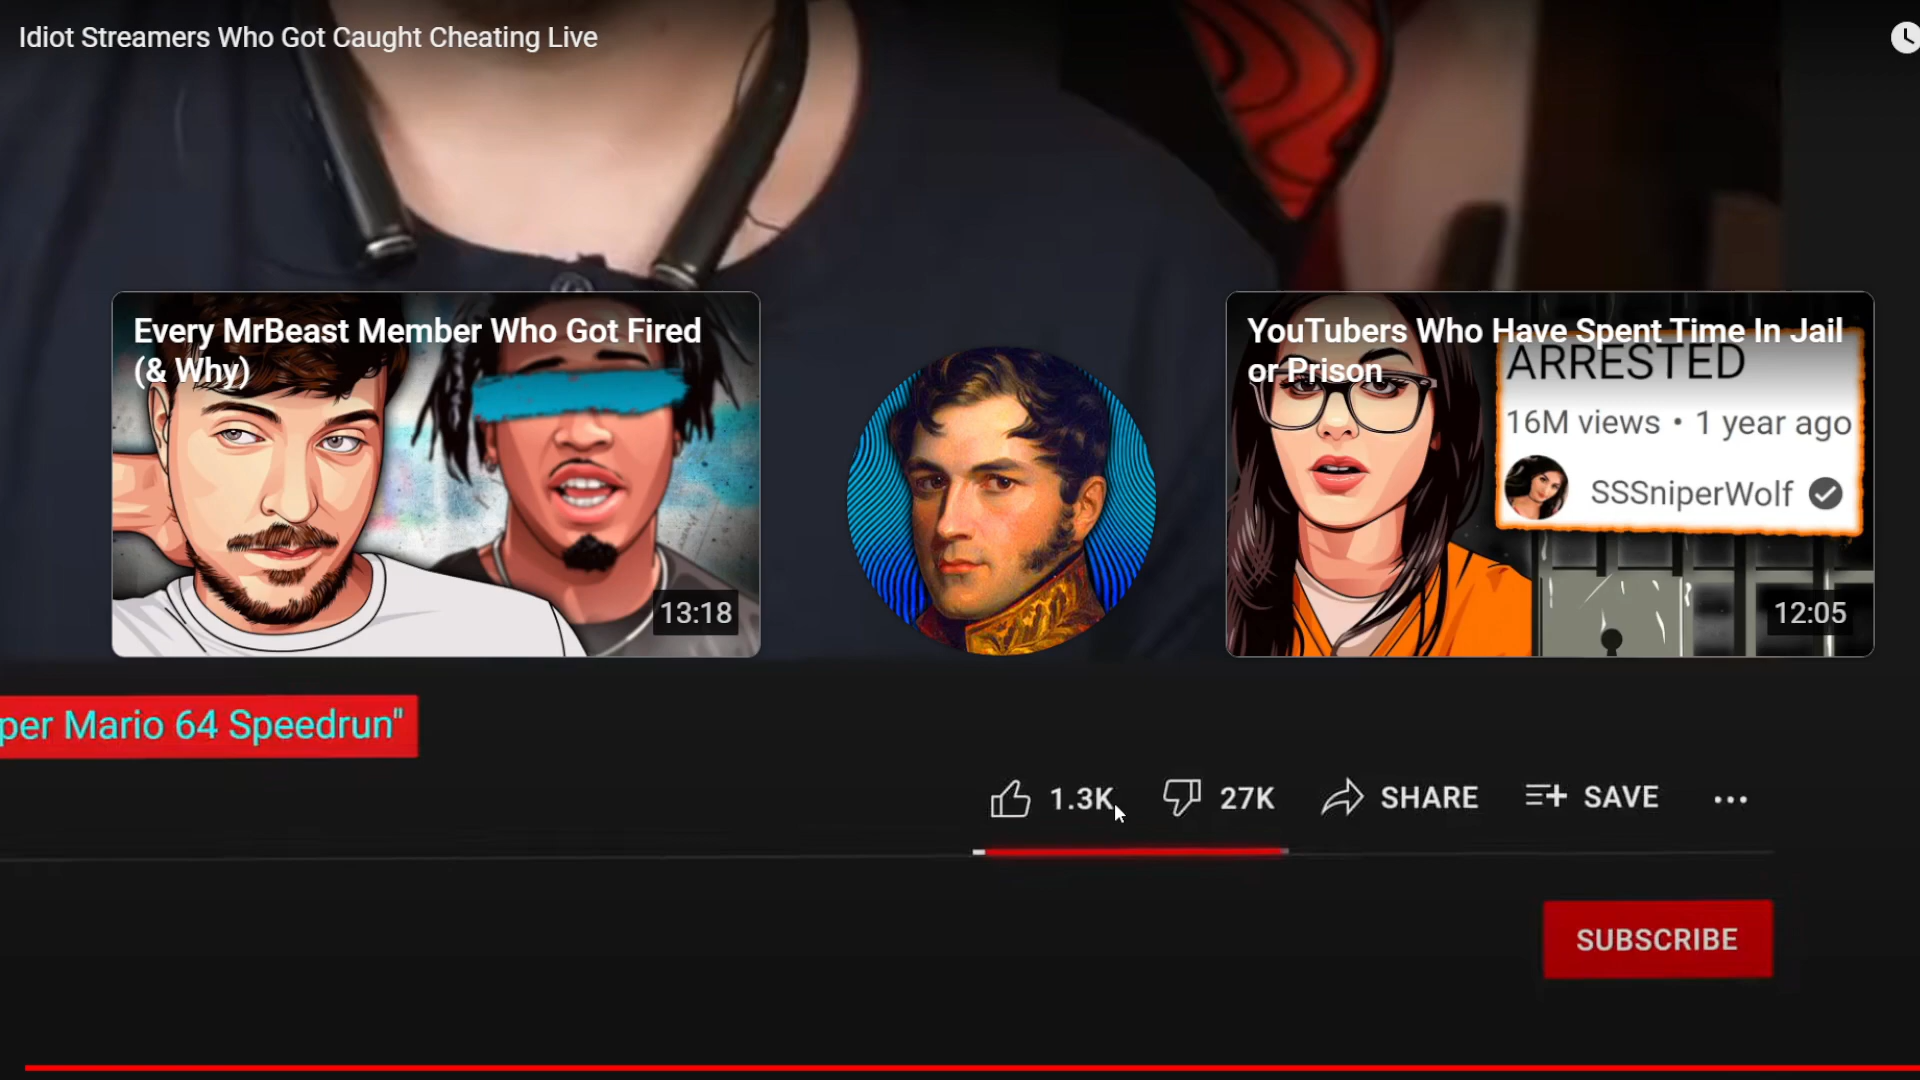 Idiot Streamers Who Got Caught Cheating Live
Every MrBeast Member Who Got Fired
(& Why)
13:18
YouTubers Who Have Spent Time In Jail
or Prison
ARRESTED
16M views • 1 year ago
SSSniperWolf
12:05
per Mario 64 Speedrun"
1.3K
27K
SHARE
SAVE
SUBSCRIBE